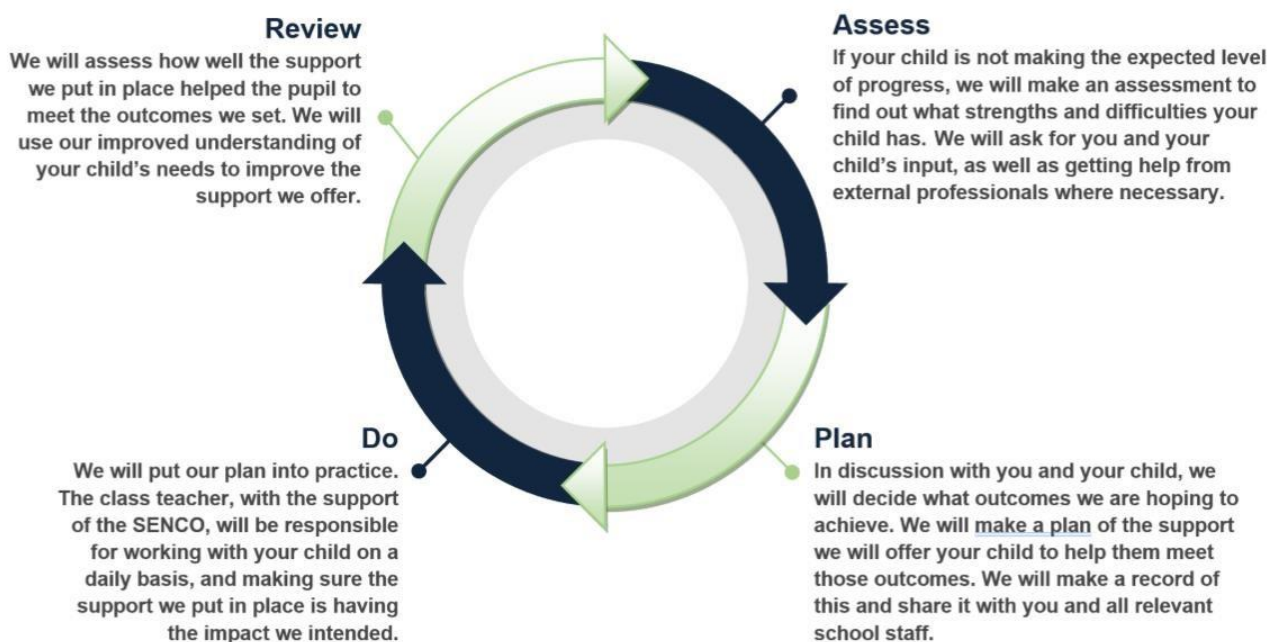 Review
We will assess how well the support
we put in place helped the pupil to
meet the outcomes we set. We will
use our improved understanding of
your child's needs to improve the
support we offer.
Assess
If your child is not making the expected level
of progress, we will make an assessment to
find out what strengths and difficulties your
child has. We will ask for you and your
child's input, as well as getting help from
external professionals where necessary.
Do
We will put our plan into practice.
The class teacher, with the support
of the SENCO, will be responsible
for working with your child on a
daily basis, and making sure the
support we put in place is having
the impact we intended.
Plan
In discussion with you and your child, we
will decide what outcomes we are hoping to
achieve. We will make a plan of the support
we will offer your child to help them meet
those outcomes. We will make a record of
this and share it with you and all relevant
school staff.